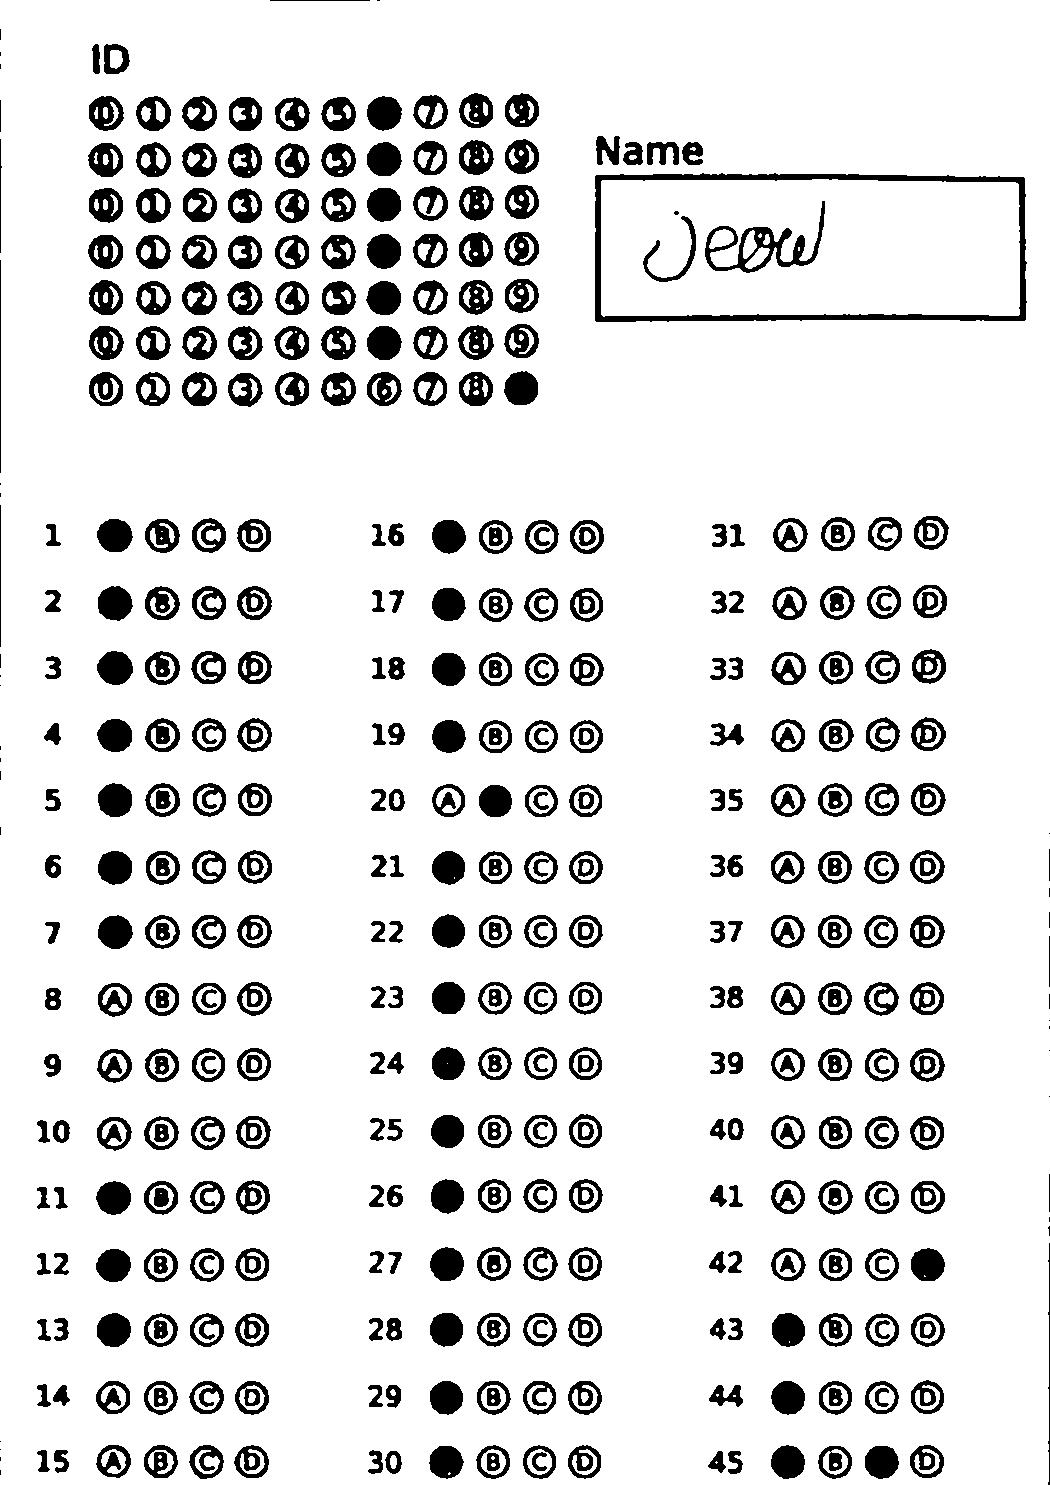 ID
0 1 2 3 4 5 7 8 9
0 1 2 3 4 5 7 8 9
0 1 2 3 4 5 7 8 9
0 1 2 3 4 5 7 8 9
0 1 2 3 4 5 7 8 9
0 1 2 3 4 5 7 8 9
0 1 2 3 4 5 6 7 8
Name
1 B C D
2 B C D
3 B C D
4 B C D
5 B C D
6 B C D
7 B C D
8 A B C D
9 A B C D
10 A B C D
11 B C D
12 B C D
13 B C D
14 A B C D
15 A B C D
16 B C D
17 B C D
18 B C D
19 B C D
20 A C D
21 B C D
22 B C D
23 B C D
24 B C D
25 B C D
26 B C D
27 B C D
28 B C D
29 B C D
30 B C D
31 A B C D
32 A B C D
33 A B C D
34 A B C D
35 A B C D
36 A B C D
37 A B C D
38 A B C D
39 A B C D
40 A B C D
41 A B C D
42 A B C
43 B C D
44 B C D
45 B D